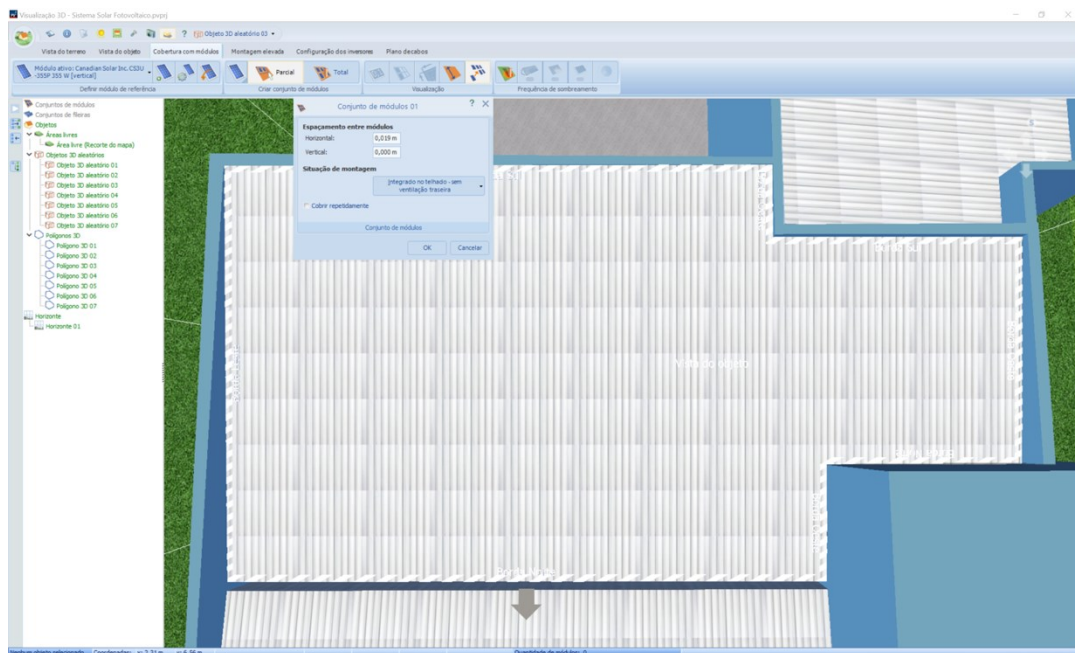 Visualização 3D - Sistema Solar Fotovoltaico.pvprj
? Objeto 3D aleatório 03
Vista do terreno Vista do objeto Cobertura com módulos Montagem elevada Configuração dos inversores Plano decabos
Módulo ativo: Canadian Solar Inc. CS3U
-355P 355 W [vertical]
Parcial Total
Definir módulo de referência Criar conjunto de módulos Visualização Frequência de sombreamento
Conjuntos de módulos
Conjuntos de fileiras
Objetos
Áreas livres
Área livre (Recorte do mapa)
Objetos 3D aleatórios
Objeto 3D aleatório 01
Objeto 3D aleatório 02
Objeto 3D aleatório 03
Objeto 3D aleatório 04
Objeto 3D aleatório 05
Objeto 3D aleatório 06
Objeto 3D aleatório 07
Polígonos 3D
Polígono 3D 01
Polígono 3D 02
Polígono 3D 03
Polígono 3D 04
Polígono 3D 05
Polígono 3D 06
Polígono 3D 07
Horizonte
Horizonte 01
Conjunto de módulos 01 ? ×
Espaçamento entre módulos
Horizontal: 0,019 m
Vertical: 0,000 m
Situação de montagem
Integrado no telhado - sem
ventilação traseira
Cobrir repetidamente
Conjunto de módulos
OK Cancelar
Vista do objeto
S
Nenhum objeto selecionado Coordenadas:
Quantidade de módulos: 0